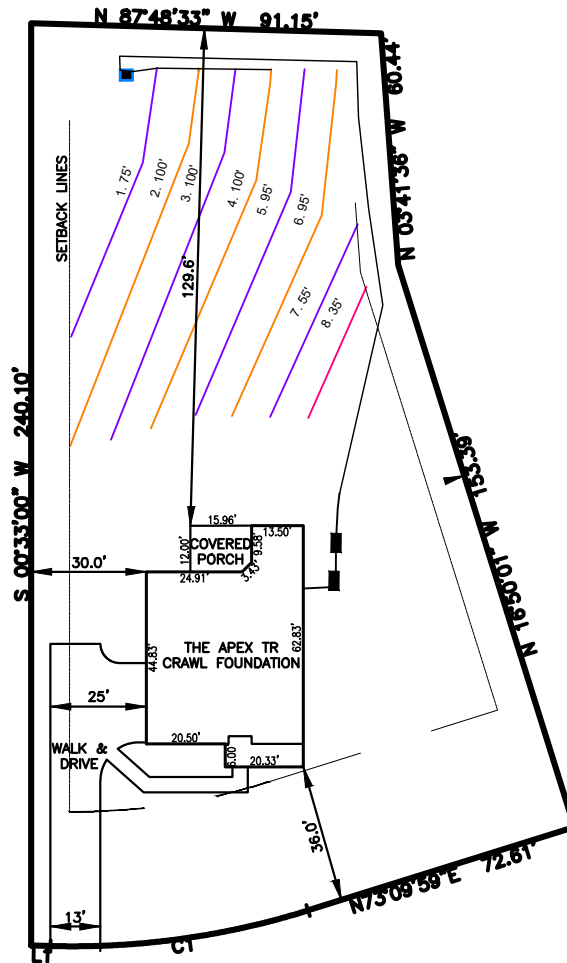 N 87°48'33" W 91.15'
N 03°41'36" W 60.44
SETBACK LINES
1. 75'
2. 100'
3. 100'
4. 100'
5. 95'
6. 95'
7. 55'
8. 35'
129.6'
S 00°33'00" W 240.10'
N 16°50'01" W 153.39'
15.96'
13.50'
12.00'
COVERED
PORCH
9.58'
3.43'
24.91'
30.0'
THE APEX TR
CRAWL FOUNDATION
62.83'
44.83'
25'
WALK &
DRIVE
20.50'
6.00'
20.33'
36.0'
N73°09'59"E 72.61'
13'
L1
C1